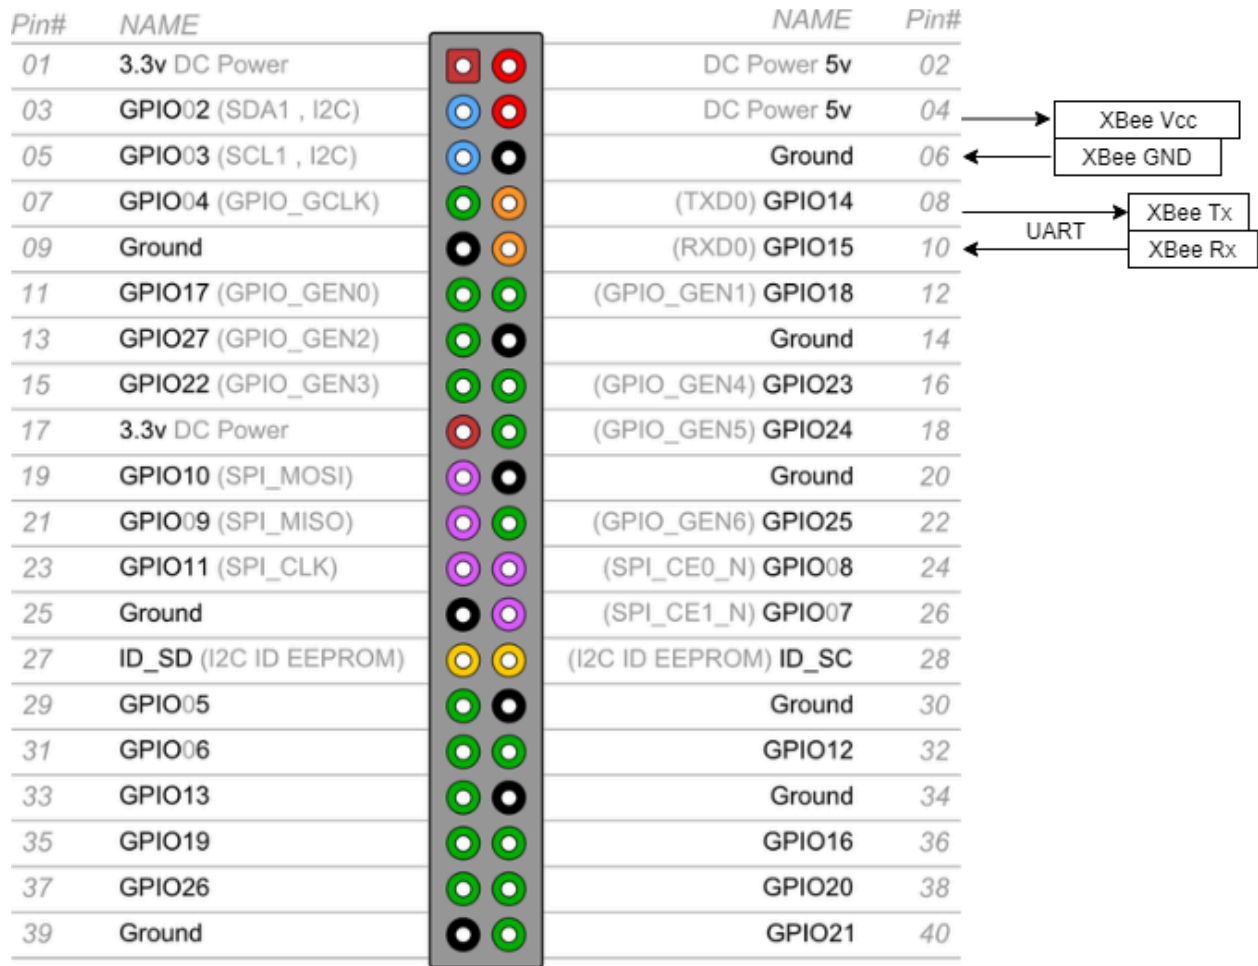 Pin# NAME NAME Pin#
01 3.3v DC Power DC Power 5v 02
03 GPIO02 (SDA1 , I2C) DC Power 5v 04 XBee Vcc
05 GPIO03 (SCL1 , I2C) Ground 06 XBee GND
07 GPIO04 (GPIO_GCLK) (TXD0) GPIO14 08 XBee Tx
UART
09 Ground (RXD0) GPIO15 10 XBee Rx
11 GPIO17 (GPIO_GEN0) (GPIO_GEN1) GPIO18 12
13 GPIO27 (GPIO_GEN2) Ground 14
15 GPIO22 (GPIO_GEN3) (GPIO_GEN4) GPIO23 16
17 3.3v DC Power (GPIO_GEN5) GPIO24 18
19 GPIO10 (SPI_MOSI) Ground 20
21 GPIO09 (SPI_MISO) (GPIO_GEN6) GPIO25 22
23 GPIO11 (SPI_CLK) (SPI_CE0_N) GPIO08 24
25 Ground (SPI_CE1_N) GPIO07 26
27 ID_SD (I2C ID EEPROM) (I2C ID EEPROM) ID_SC 28
29 GPIO05 Ground 30
31 GPIO06 GPIO12 32
33 GPIO13 Ground 34
35 GPIO19 GPIO16 36
37 GPIO26 GPIO20 38
39 Ground GPIO21 40